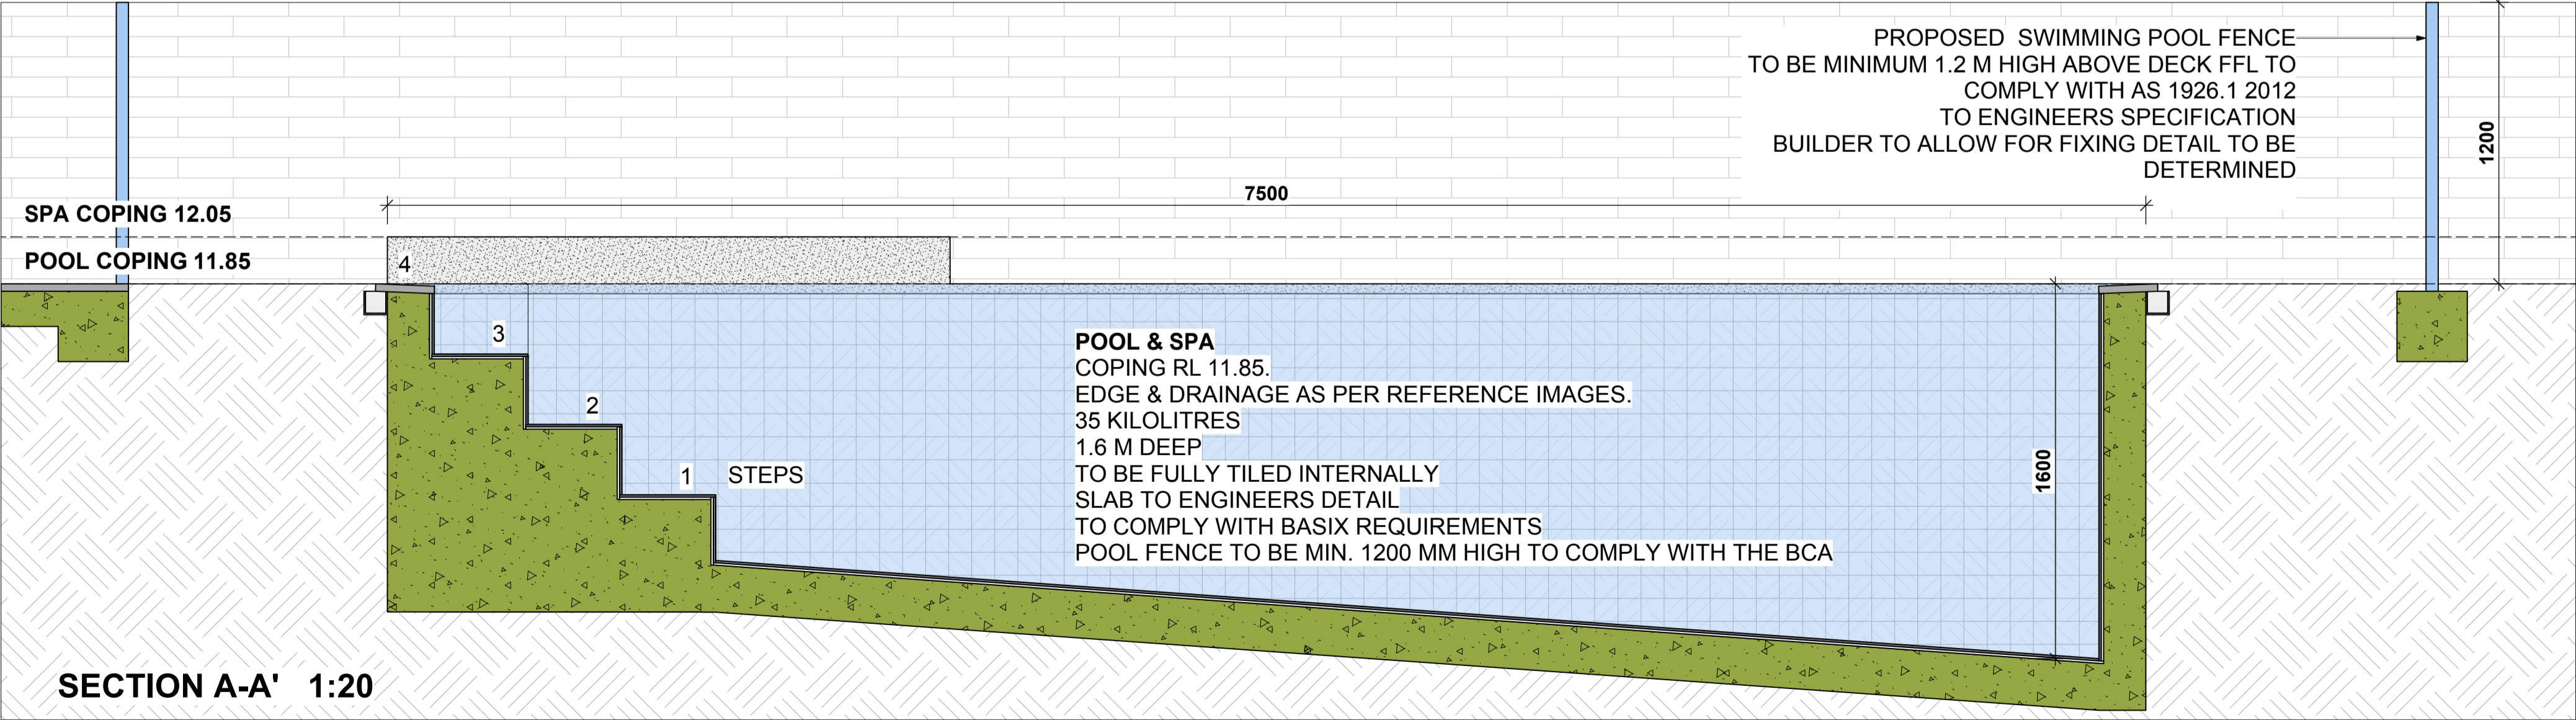 PROPOSED  SWIMMING POOL FENCE
TO BE MINIMUM 1.2 M HIGH ABOVE DECK FFL TO
COMPLY WITH AS 1926.1 2012
TO ENGINEERS SPECIFICATION
BUILDER TO ALLOW FOR FIXING DETAIL TO BE
DETERMINED
1200
7500
SPA COPING 12.05
POOL COPING 11.85
4
3
2
1
STEPS
POOL & SPA
COPING RL 11.85.
EDGE & DRAINAGE AS PER REFERENCE IMAGES.
35 KILOLITRES
1.6 M DEEP
TO BE FULLY TILED INTERNALLY
SLAB TO ENGINEERS DETAIL
TO COMPLY WITH BASIX REQUIREMENTS
POOL FENCE TO BE MIN. 1200 MM HIGH TO COMPLY WITH THE BCA
1600
SECTION A-A'   1:20